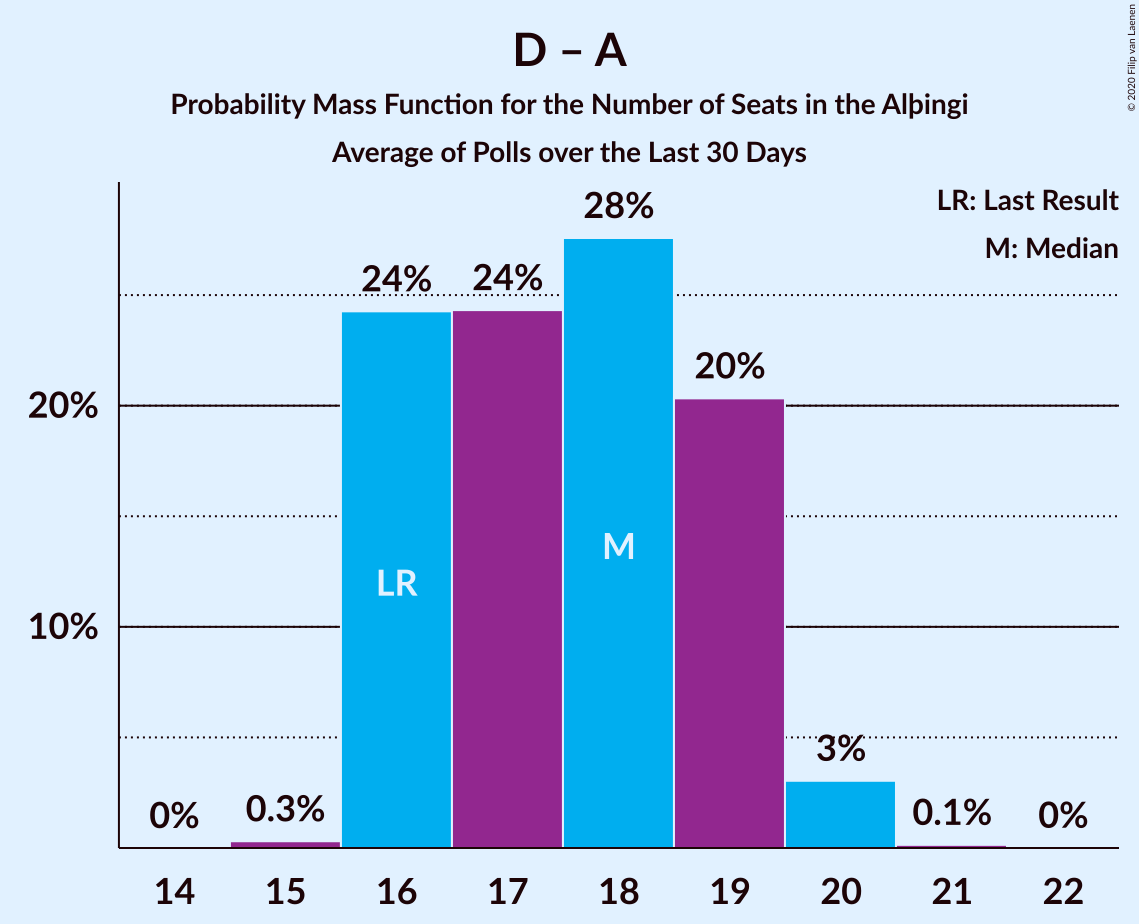 D – A
Probability Mass Function for the Number of Seats in the Alþingi
Average of Polls over the Last 30 Days
© 2020 Filip van Laenen
LR: Last Result
M: Median
28%
24%
24%
20%
20%
10%
M
LR
3%
0%
0.3%
0.1%
0%
14
15
16
17
18
19
20
21
22